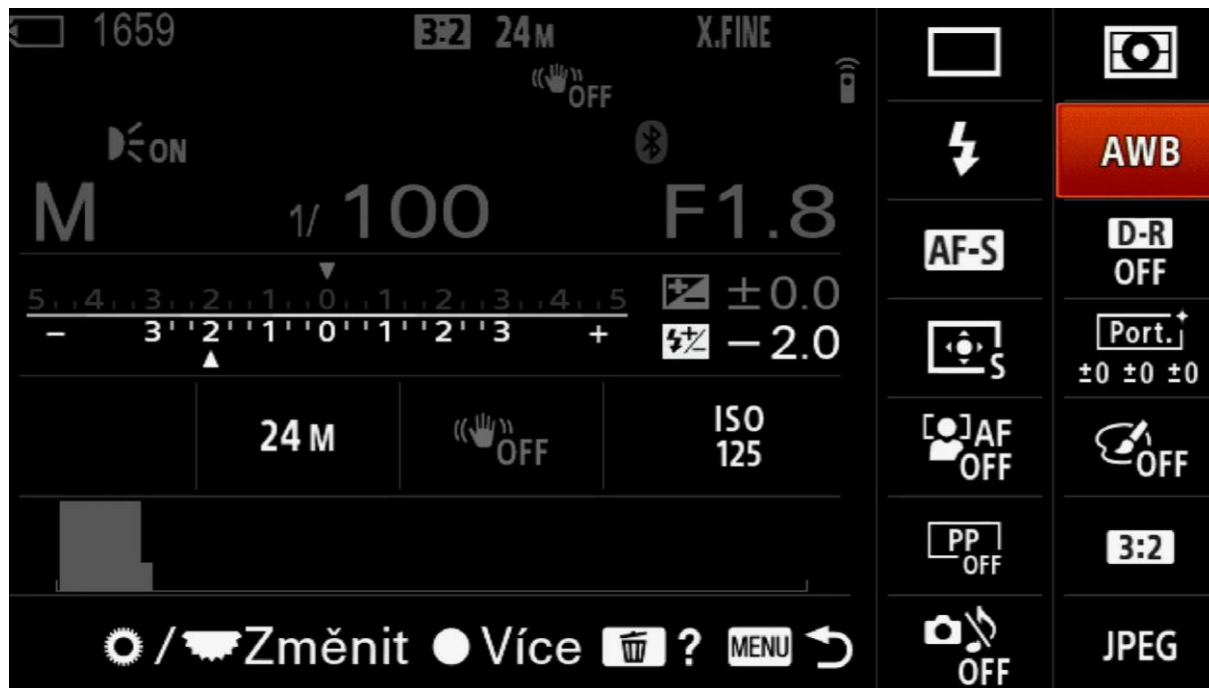 1659 3:2 24M X.FINE
OFF
ON
M 1/100 F1.8
5 4 3 2 1 0 1 2 3 4 5 ±0.0
- 3 2 1 0 1 2 3 + -2.0
24M OFF ISO 125
Změnit Více ? MENU
AWB
AF-S D-R OFF
S Port. ±0 ±0 ±0
AF OFF OFF
PP OFF 3:2
OFF JPEG